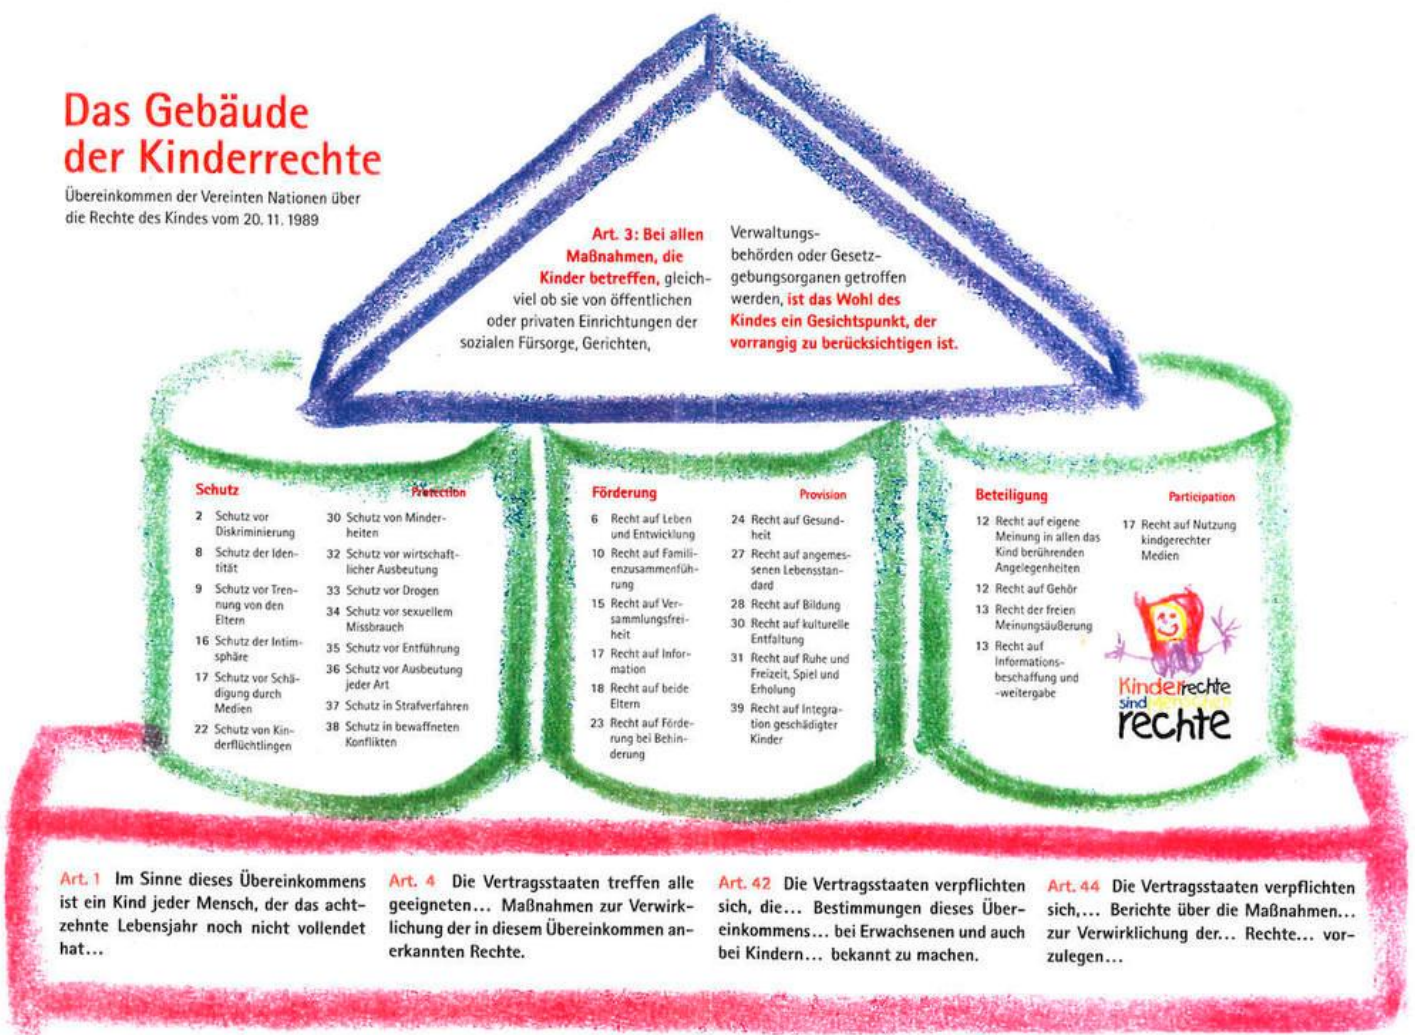 Das Gebäude
der Kinderrechte
Übereinkommen der Vereinten Nationen über
die Rechte des Kindes vom 20. 11. 1989
Art. 3: Bei allen
Maßnahmen, die
Kinder betreffen, gleich-
viel ob sie von öffentlichen
oder privaten Einrichtungen der
sozialen Fürsorge, Gerichten,
Verwaltungs-
behörden oder Gesetz-
gebungsorganen getroffen
werden, ist das Wohl des
Kindes ein Gesichtspunkt, der
vorrangig zu berücksichtigen ist.
Schutz
Protection
2 Schutz vor
Diskriminierung
8 Schutz der Iden-
tität
9 Schutz vor Tren-
nung von den
Eltern
16 Schutz der Intim-
sphäre
17 Schutz vor Schä-
digung durch
Medien
22 Schutz von Kin-
derflüchtlingen
30 Schutz von Minder-
heiten
32 Schutz vor wirtschaft-
licher Ausbeutung
33 Schutz vor Drogen
34 Schutz vor sexuellem
Missbrauch
35 Schutz vor Entführung
36 Schutz vor Ausbeutung
jeder Art
37 Schutz in Strafverfahren
38 Schutz in bewaffneten
Konflikten
Förderung
Provision
6 Recht auf Leben
und Entwicklung
10 Recht auf Famili-
enzusammenfüh-
rung
15 Recht auf Ver-
sammlungsfrei-
heit
17 Recht auf Infor-
mation
18 Recht auf beide
Eltern
23 Recht auf Förde-
rung bei Behin-
derung
24 Recht auf Gesund-
heit
27 Recht auf angemes-
senen Lebensstan-
dard
28 Recht auf Bildung
30 Recht auf kulturelle
Entfaltung
31 Recht auf Ruhe und
Freizeit, Spiel und
Erholung
39 Recht auf Integra-
tion geschädigter
Kinder
Beteiligung
Participation
12 Recht auf eigene
Meinung in allen das
Kind berührenden
Angelegenheiten
12 Recht auf Gehör
13 Recht der freien
Meinungsäußerung
13 Recht auf
Informations-
beschaffung und
-weitergabe
17 Recht auf Nutzung
kindgerechter
Medien
Kinderrechte
sind Menschen
rechte
Art. 1 Im Sinne dieses Übereinkommens
ist ein Kind jeder Mensch, der das acht-
zehnte Lebensjahr noch nicht vollendet
hat...
Art. 4 Die Vertragsstaaten treffen alle
geeigneten... Maßnahmen zur Verwirk-
lichung der in diesem Übereinkommen an-
erkannten Rechte.
Art. 42 Die Vertragsstaaten verpflichten
sich, die... Bestimmungen dieses Über-
einkommens... bei Erwachsenen und auch
bei Kindern... bekannt zu machen.
Art. 44 Die Vertragsstaaten verpflichten
sich,... Berichte über die Maßnahmen...
zur Verwirklichung der... Rechte... vor-
zulegen...